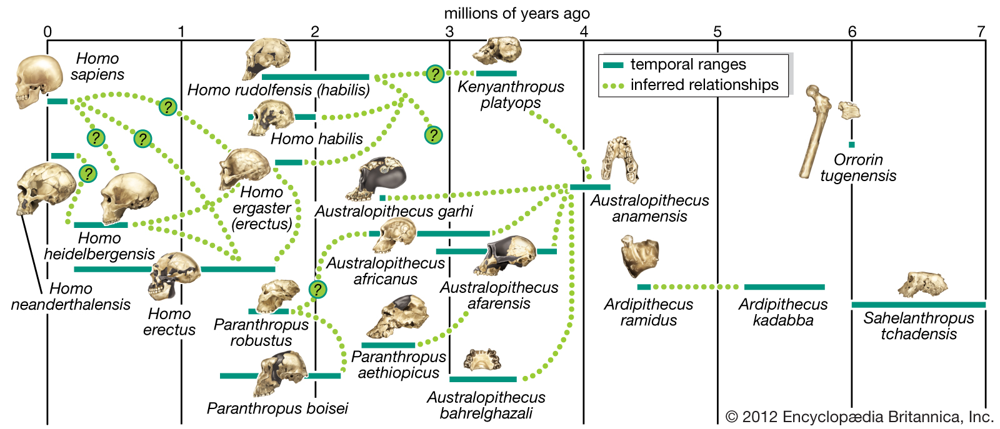 millions of years ago
0 1 2 3 4 5 6 7
temporal ranges
inferred relationships
Homo
sapiens
Homo rudolfensis (habilis)
?
Kenyanthropus
platyops
?
?
?
Homo habilis
?
Orrorin
tugenensis
?
Homo
ergaster
(erectus)
Australopithecus garhi
Australopithecus
anamensis
Homo
heidelbergensis
Australopithecus
africanus
Homo
neanderthalensis
Homo
erectus
?
Australopithecus
afarensis
Ardipithecus
ramidus
Ardipithecus
kadabba
Sahelanthropus
tchadensis
Paranthropus
robustus
Paranthropus
aethiopicus
Paranthropus boisei
Australopithecus
bahrelghazali
© 2012 Encyclopædia Britannica, Inc.